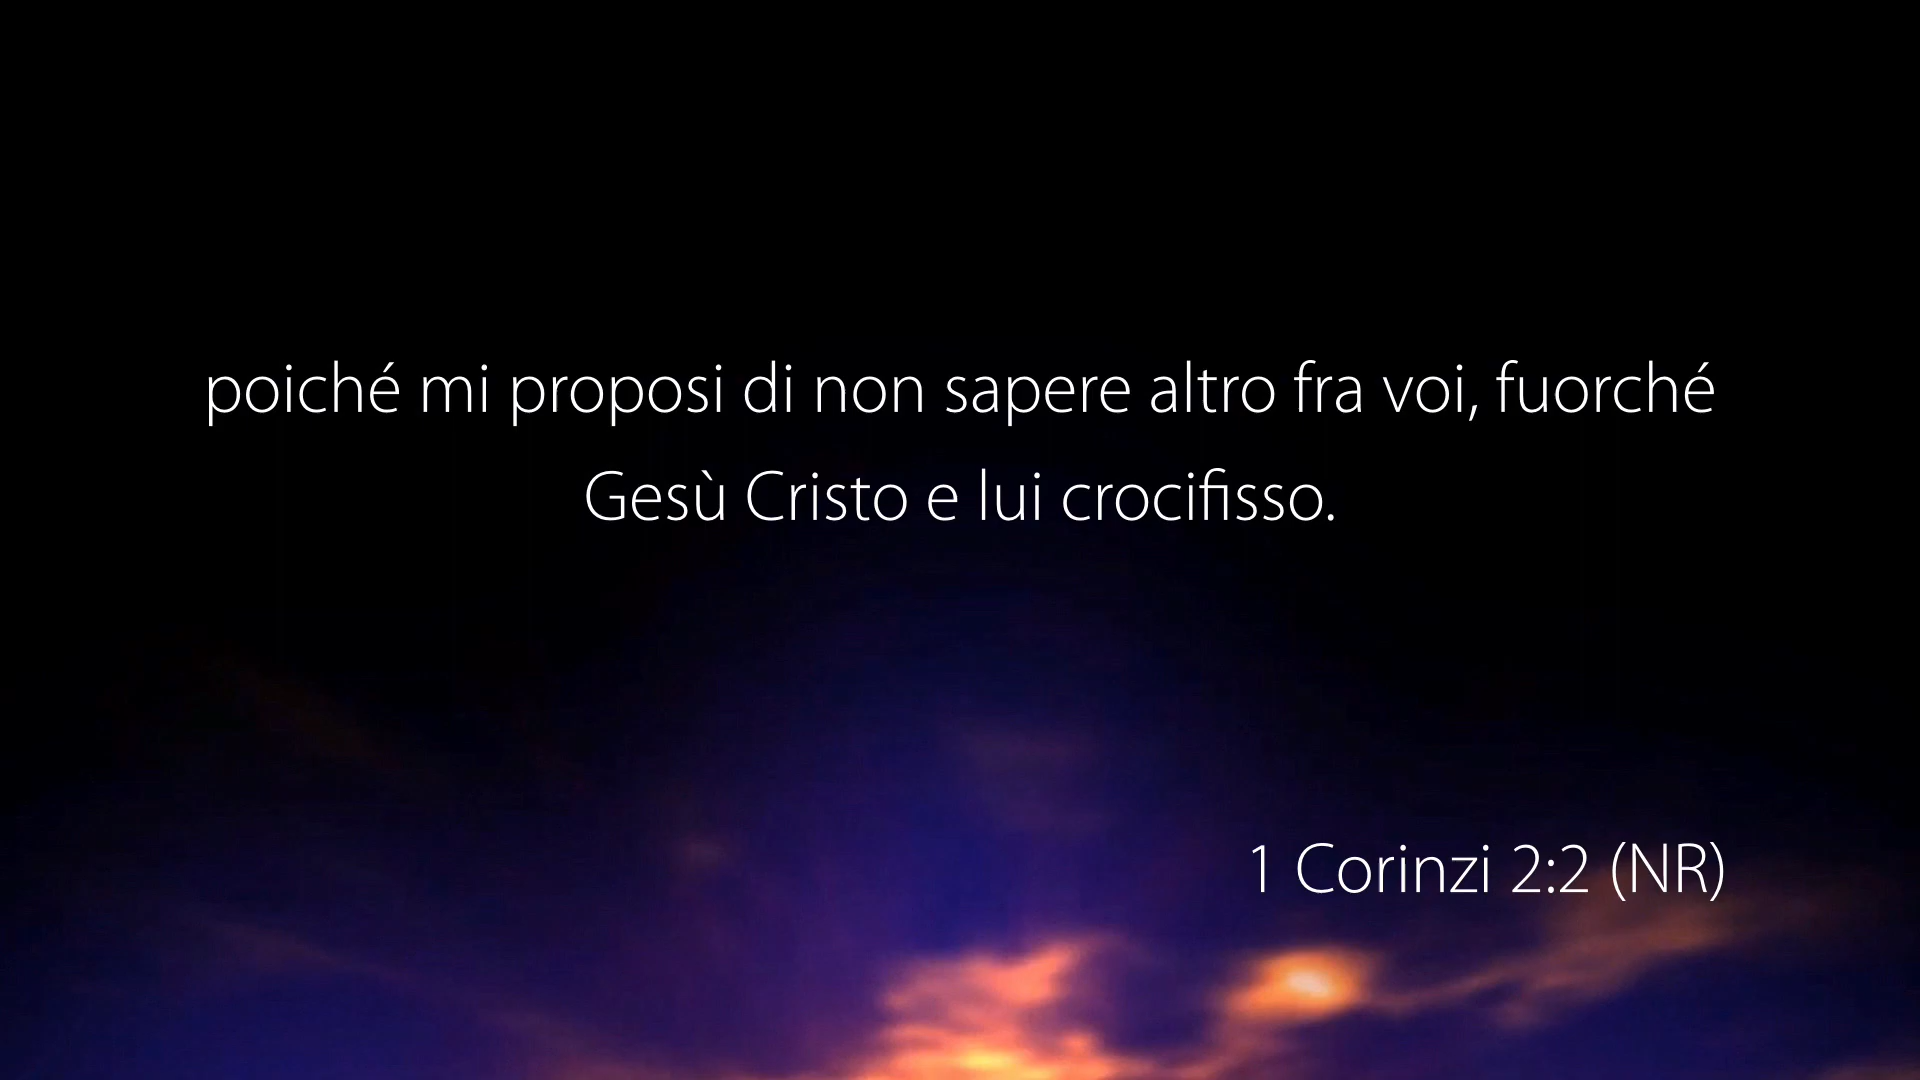 poiché mi proposi di non sapere altro fra voi, fuorché
Gesù Cristo e lui crocifisso.
1 Corinzi 2:2 (NR)